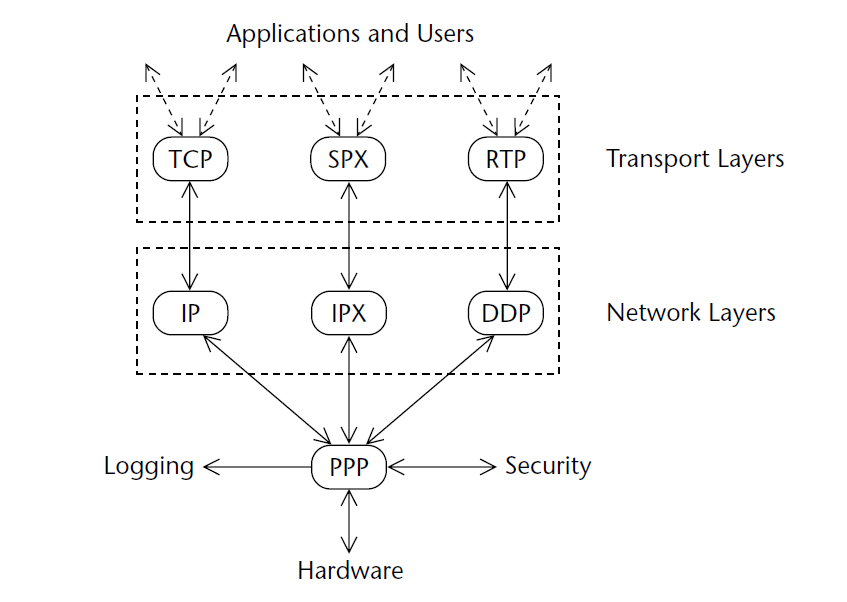 Applications and Users
TCP
SPX
RTP
Transport Layers
IP
IPX
DDP
Network Layers
Logging
PPP
Security
Hardware